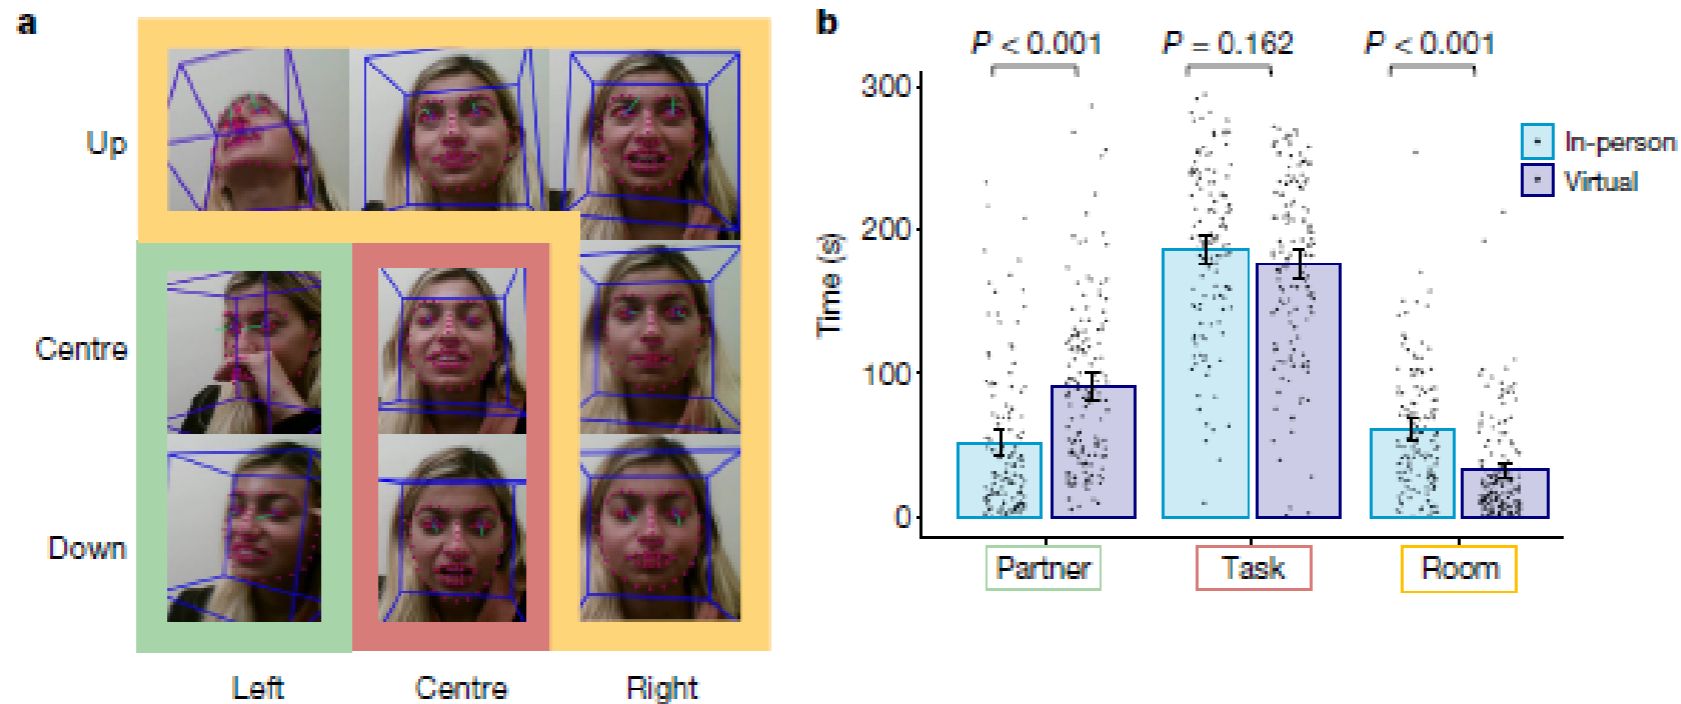 a
Up
Centre
Down
Left Centre Right
b
P < 0.001 P = 0.162 P < 0.001
300
200
100
0
Time (s)
Partner Task Room
In-person
Virtual